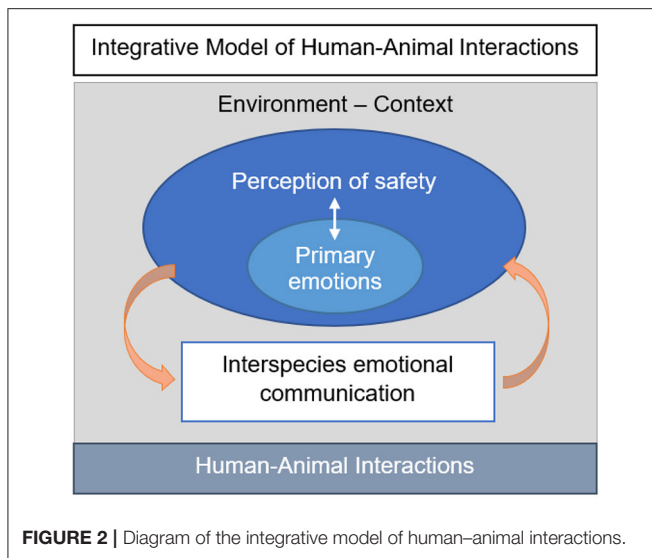 Integrative Model of Human-Animal Interactions
Environment – Context
Perception of safety
Primary
emotions
Interspecies emotional
communication
Human-Animal Interactions
FIGURE 2 | Diagram of the integrative model of human–animal interactions.